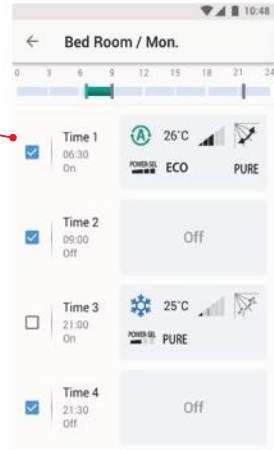 10:48
Bed Room / Mon.
0 3 6 9 12 15 18 21 24
Time 1
06:30
On
A 26°C
POWER-SEL ECO PURE
Time 2
09:00
Off
Off
Time 3
21:00
On
25°C
POWER-SEL PURE
Time 4
21:30
Off
Off